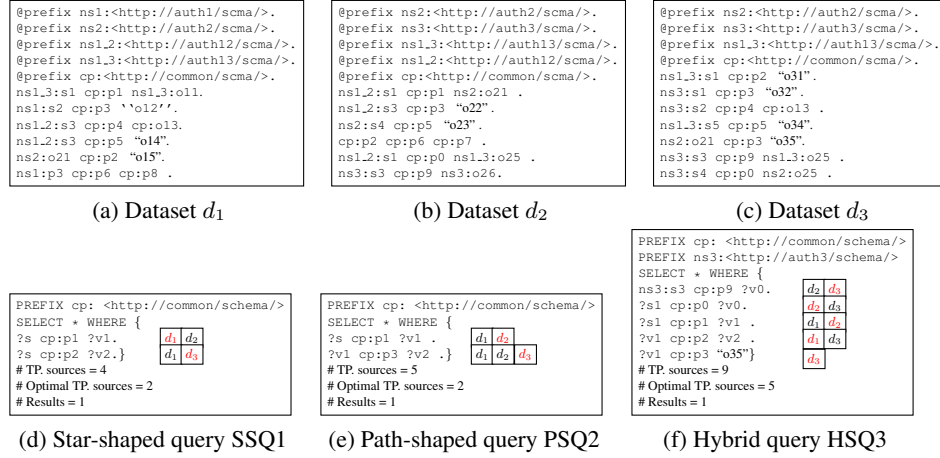 @prefix ns1:<http://auth1/scma/>.
@prefix ns2:<http://auth2/scma/>.
@prefix ns1_2:<http://auth12/scma/>.
@prefix ns1_3:<http://auth13/scma/>.
@prefix cp:<http://common/scma/>.
ns1_3:s1 cp:p1 ns1_3:o11.
ns1:s2 cp:p3 ‘‘o12’’.
ns1_2:s3 cp:p4 cp:o13.
ns1_2:s3 cp:p5 “o14”.
ns2:o21 cp:p2 “o15”.
ns1:p3 cp:p6 cp:p8 .
(a) Dataset d1
@prefix ns2:<http://auth2/scma/>.
@prefix ns3:<http://auth3/scma/>.
@prefix ns1_3:<http://auth13/scma/>.
@prefix ns1_2:<http://auth12/scma/>.
@prefix cp:<http://common/scma/>.
ns1_2:s1 cp:p1 ns2:o21 .
ns1_2:s3 cp:p3 “o22”.
ns2:s4 cp:p5 “o23” .
cp:p2 cp:p6 cp:p7 .
ns1_2:s1 cp:p0 ns1_3:o25 .
ns3:s3 cp:p9 ns3:o26.
(b) Dataset d2
@prefix ns2:<http://auth2/scma/>.
@prefix ns3:<http://auth3/scma/>.
@prefix ns1_3:<http://auth13/scma/>.
@prefix cp:<http://common/scma/>.
ns1_3:s1 cp:p2 “o31” .
ns3:s1 cp:p3 “o32”.
ns3:s2 cp:p4 cp:o13 .
ns1_3:s5 cp:p5 “o34”.
ns2:o21 cp:p3 “o35”.
ns3:s3 cp:p9 ns1_3:o25 .
ns3:s4 cp:p0 ns2:o25 .
(c) Dataset d3
PREFIX cp: <http://common/schema/>
SELECT * WHERE {
?s cp:p1 ?v1. d1 d2
?s cp:p2 ?v2.} d1 d3
# TP. sources = 4
# Optimal TP. sources = 2
# Results = 1
(d) Star-shaped query SSQ1
PREFIX cp: <http://common/schema/>
SELECT * WHERE {
?s cp:p1 ?v1 . d1 d2
?v1 cp:p3 ?v2 .} d1 d2 d3
# TP. sources = 5
# Optimal TP. sources = 2
# Results = 1
(e) Path-shaped query PSQ2
PREFIX cp: <http://common/schema/>
PREFIX ns3:<http://auth3/schema/>
SELECT * WHERE {
ns3:s3 cp:p9 ?v0. d2 d3
?s1 cp:p0 ?v0. d2 d3
?s1 cp:p1 ?v1 . d1 d2
?v1 cp:p2 ?v2 . d1 d3
?v1 cp:p3 “o35”} d3
# TP. sources = 9
# Optimal TP. sources = 5
# Results = 1
(f) Hybrid query HSQ3